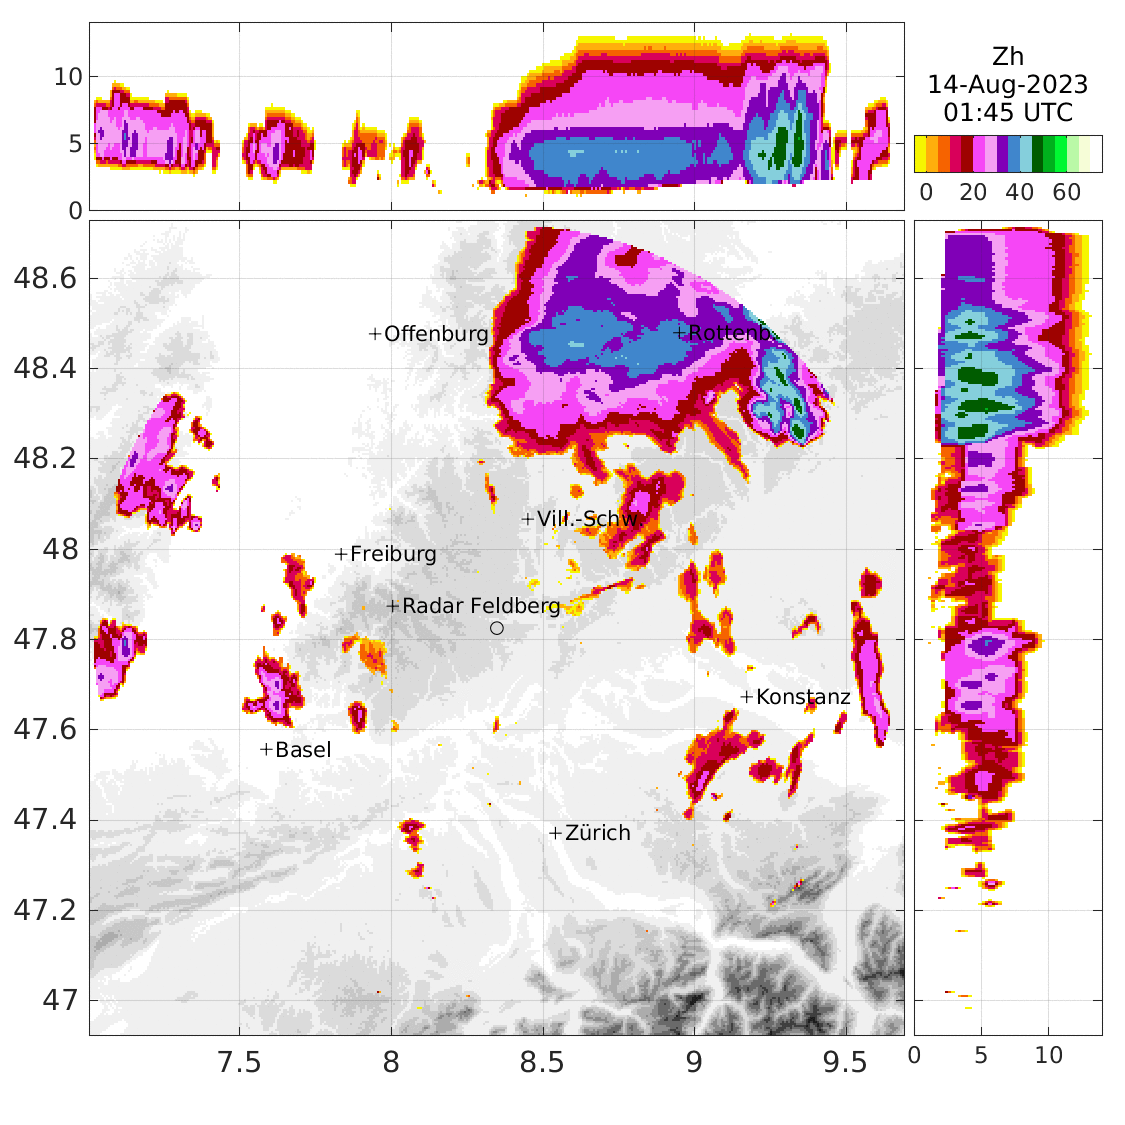 10
5
0
Zh
14-Aug-2023
01:45 UTC
0
20
40
60
48.6
48.4
48.2
48
47.8
47.6
47.4
47.2
47
+Offenburg
+Rottenb.
+Vill.-Schw.
+Freiburg
+Radar Feldberg
+Konstanz
+Basel
+Zürich
7.5
8
8.5
9
9.5
0
5
10